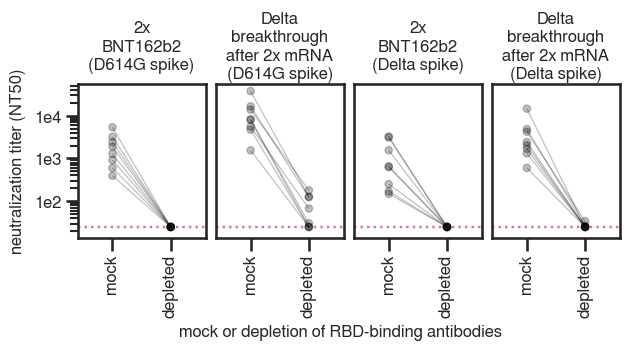 2x
BNT162b2
(D614G spike)
Delta
breakthrough
after 2x mRNA
(D614G spike)
2x
BNT162b2
(Delta spike)
Delta
breakthrough
after 2x mRNA
(Delta spike)
neutralization titer (NT50)
1e4
1e3
1e2
mock
depleted
mock
depleted
mock
depleted
mock
depleted
mock or depletion of RBD-binding antibodies